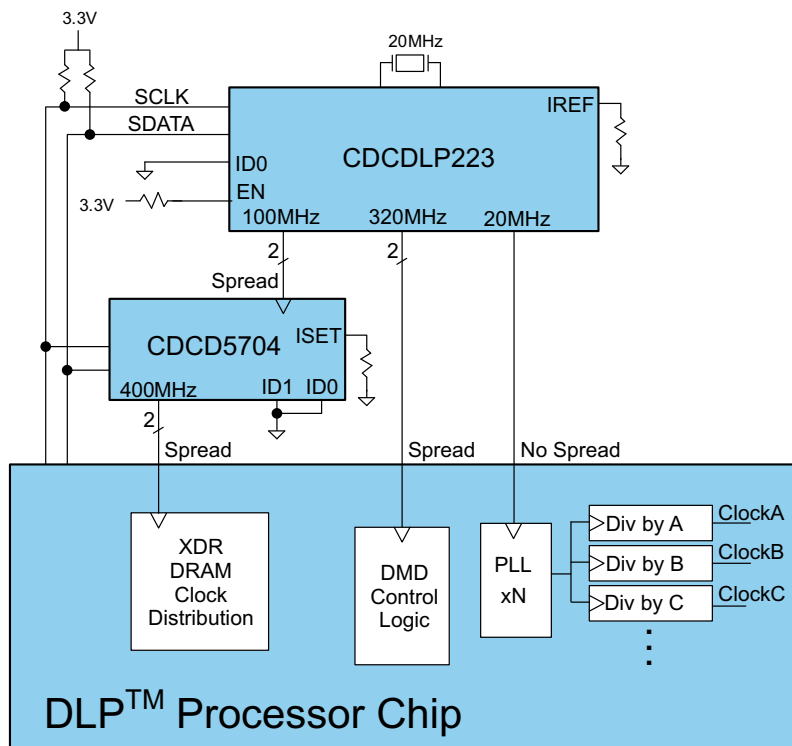 3.3V
20MHz
SCLK
SDATA
IREF
CDCDLP223
ID0
EN
3.3V
100MHz
320MHz
20MHz
2
2
Spread
CDCD5704
ISET
400MHz
ID1
ID0
2
Spread
Spread
No Spread
XDR
DRAM
Clock
Distribution
DMD
Control
Logic
PLL
xN
Div by A
ClockA
Div by B
ClockB
Div by C
ClockC
DLP™ Processor Chip